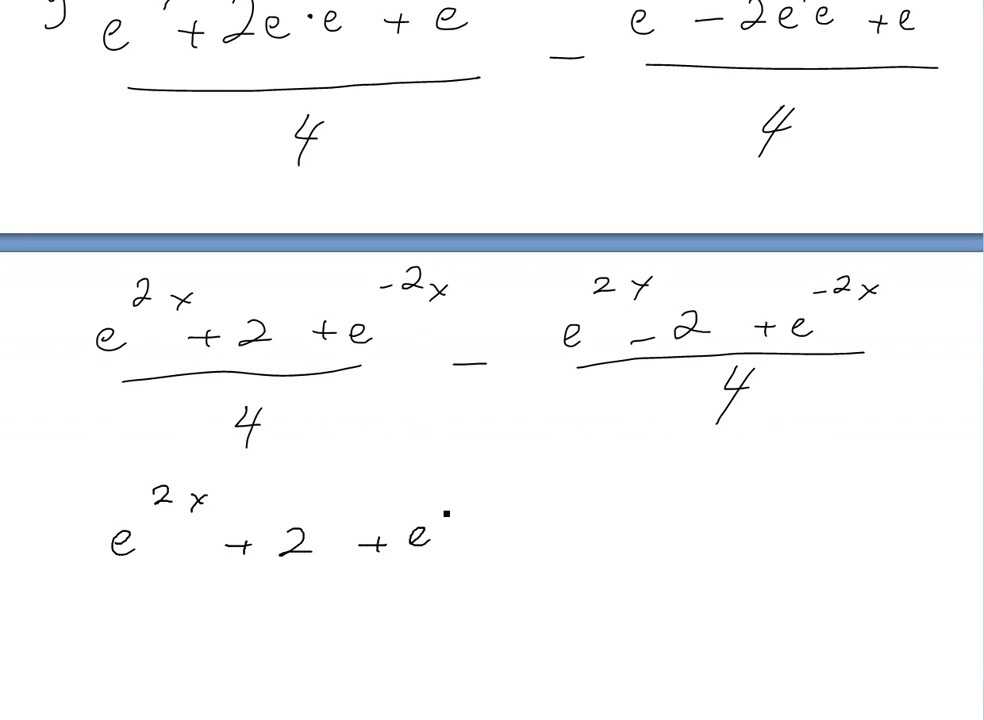 e + 2e·e + e / 4 − e − 2e e + e / 4
e^{2x} + 2 + e^{-2x} / 4 − e^{2x} − 2 + e^{-2x} / 4
e^{2x} + 2 + e